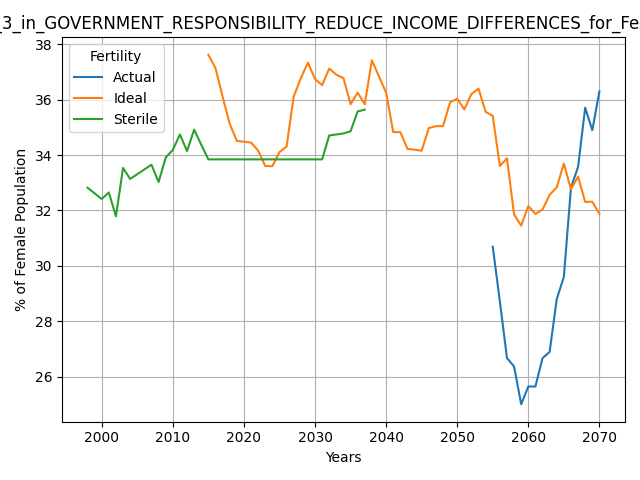 _3_in_GOVERNMENT_RESPONSIBILITY_REDUCE_INCOME_DIFFERENCES_for_Fe
Fertility
Actual
Ideal
Sterile
% of Female Population
38
36
34
32
30
28
26
2000
2010
2020
2030
2040
2050
2060
2070
Years